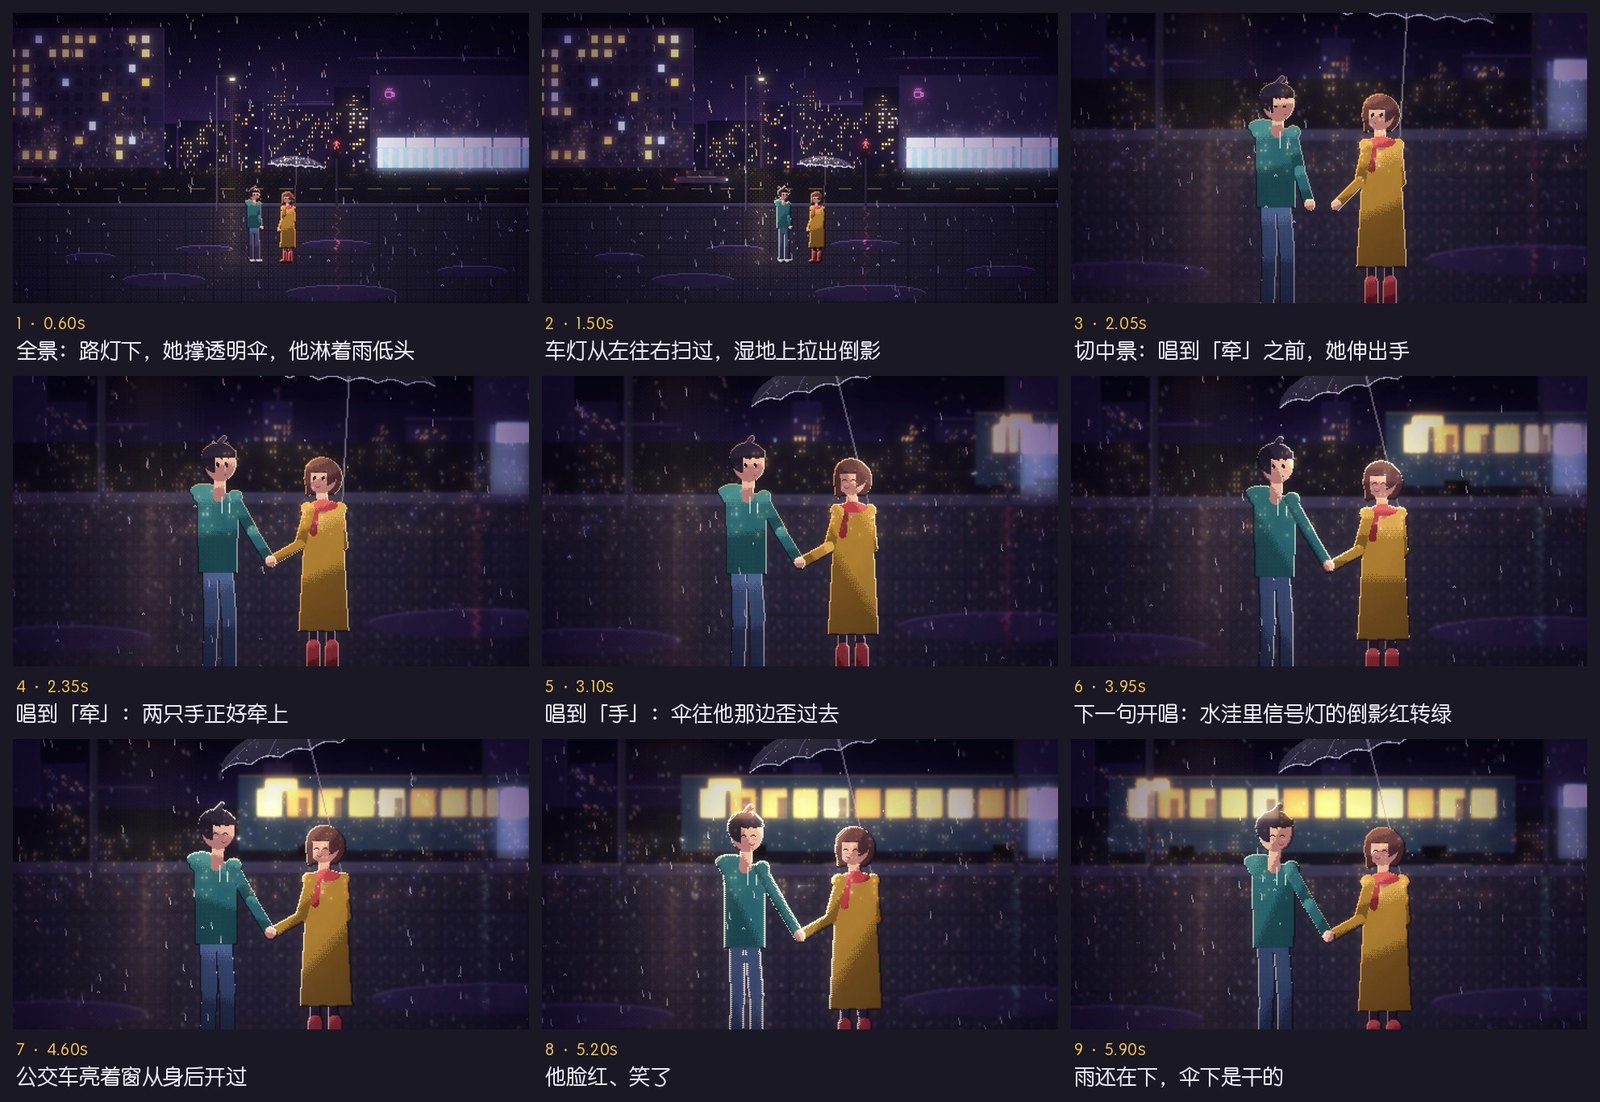 1 · 0.60s
全景：路灯下，她撑透明伞，他淋着雨低头
2 · 1.50s
车灯从左往右扫过，湿地上拉出倒影
3 · 2.05s
切中景：唱到「牵」之前，她伸出手
4 · 2.35s
唱到「牵」：两只手正好牵上
5 · 3.10s
唱到「手」：伞往他那边歪过去
6 · 3.95s
下一句开唱：水洼里信号灯的倒影红转绿
7 · 4.60s
公交车亮着窗从身后开过
8 · 5.20s
他脸红、笑了
9 · 5.90s
雨还在下，伞下是干的